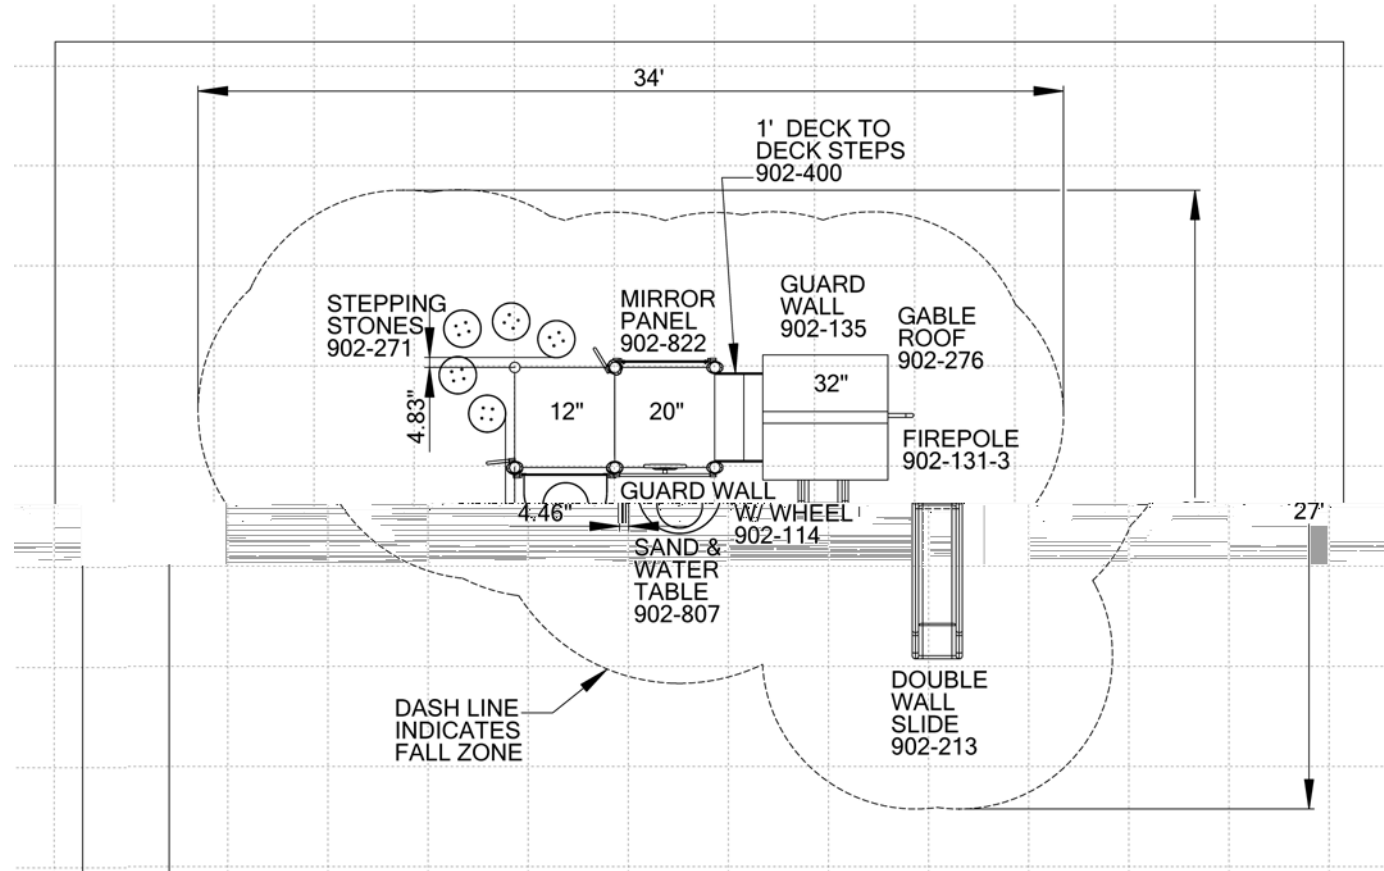 34'
1' DECK TO
DECK STEPS
902-400
STEPPING
STONES
902-271
MIRROR
PANEL
902-822
GUARD
WALL
902-135
GABLE
ROOF
902-276
4.83"
12"
20"
32"
FIREPOLE
902-131-3
GUARD WALL
W/ WHEEL
902-114
4.46"
27'
SAND &
WATER
TABLE
902-807
DOUBLE
WALL
SLIDE
902-213
DASH LINE
INDICATES
FALL ZONE